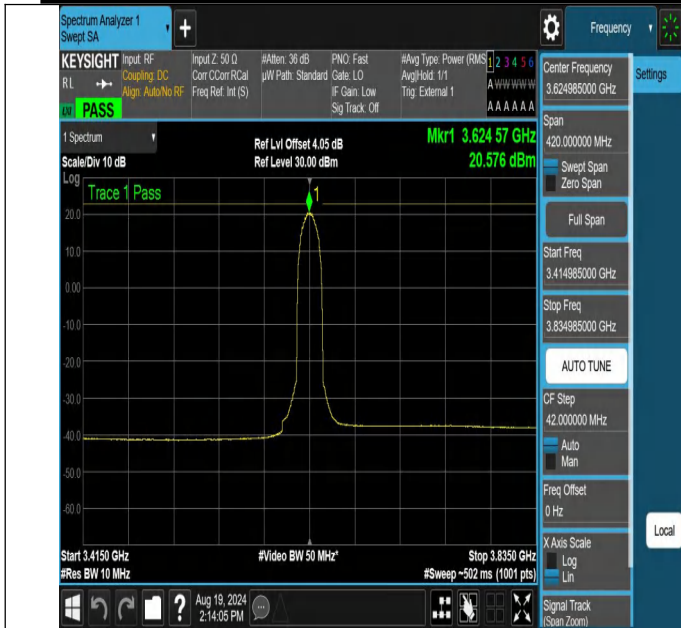 Spectrum Analyzer 1
Swept SA
KEYSIGHT
RL
PASS
Input: RF
Coupling: DC
Align: Auto/No RF
Input Z: 50 Ω
Corr CCorr RCal
Freq Ref: Int (S)
#Atten: 36 dB
µW Path: Standard
PNO: Fast
Gate: LO
IF Gain: Low
Sig Track: Off
#Avg Type: Power (RMS
Avg|Hold: 1/1
Trig: External 1
1 2 3 4 5 6
A W W W W W
A A A A A A
1 Spectrum
Scale/Div 10 dB
Ref Lvl Offset 4.05 dB
Ref Level 30.00 dBm
Mkr1 3.624 57 GHz
20.576 dBm
Log
Trace 1 Pass
1
20.0
10.0
0.00
-10.0
-20.0
-30.0
-40.0
-50.0
-60.0
Start 3.4150 GHz
#Res BW 10 MHz
#Video BW 50 MHz*
Stop 3.8350 GHz
#Sweep ~502 ms (1001 pts)
Aug 19, 2024
2:14:05 PM
Frequency
Settings
Center Frequency
3.624985000 GHz
Span
420.000000 MHz
Swept Span
Zero Span
Full Span
Start Freq
3.414985000 GHz
Stop Freq
3.834985000 GHz
AUTO TUNE
CF Step
42.000000 MHz
Auto
Man
Freq Offset
0 Hz
X Axis Scale
Log
Lin
Signal Track
(Span Zoom)
Local